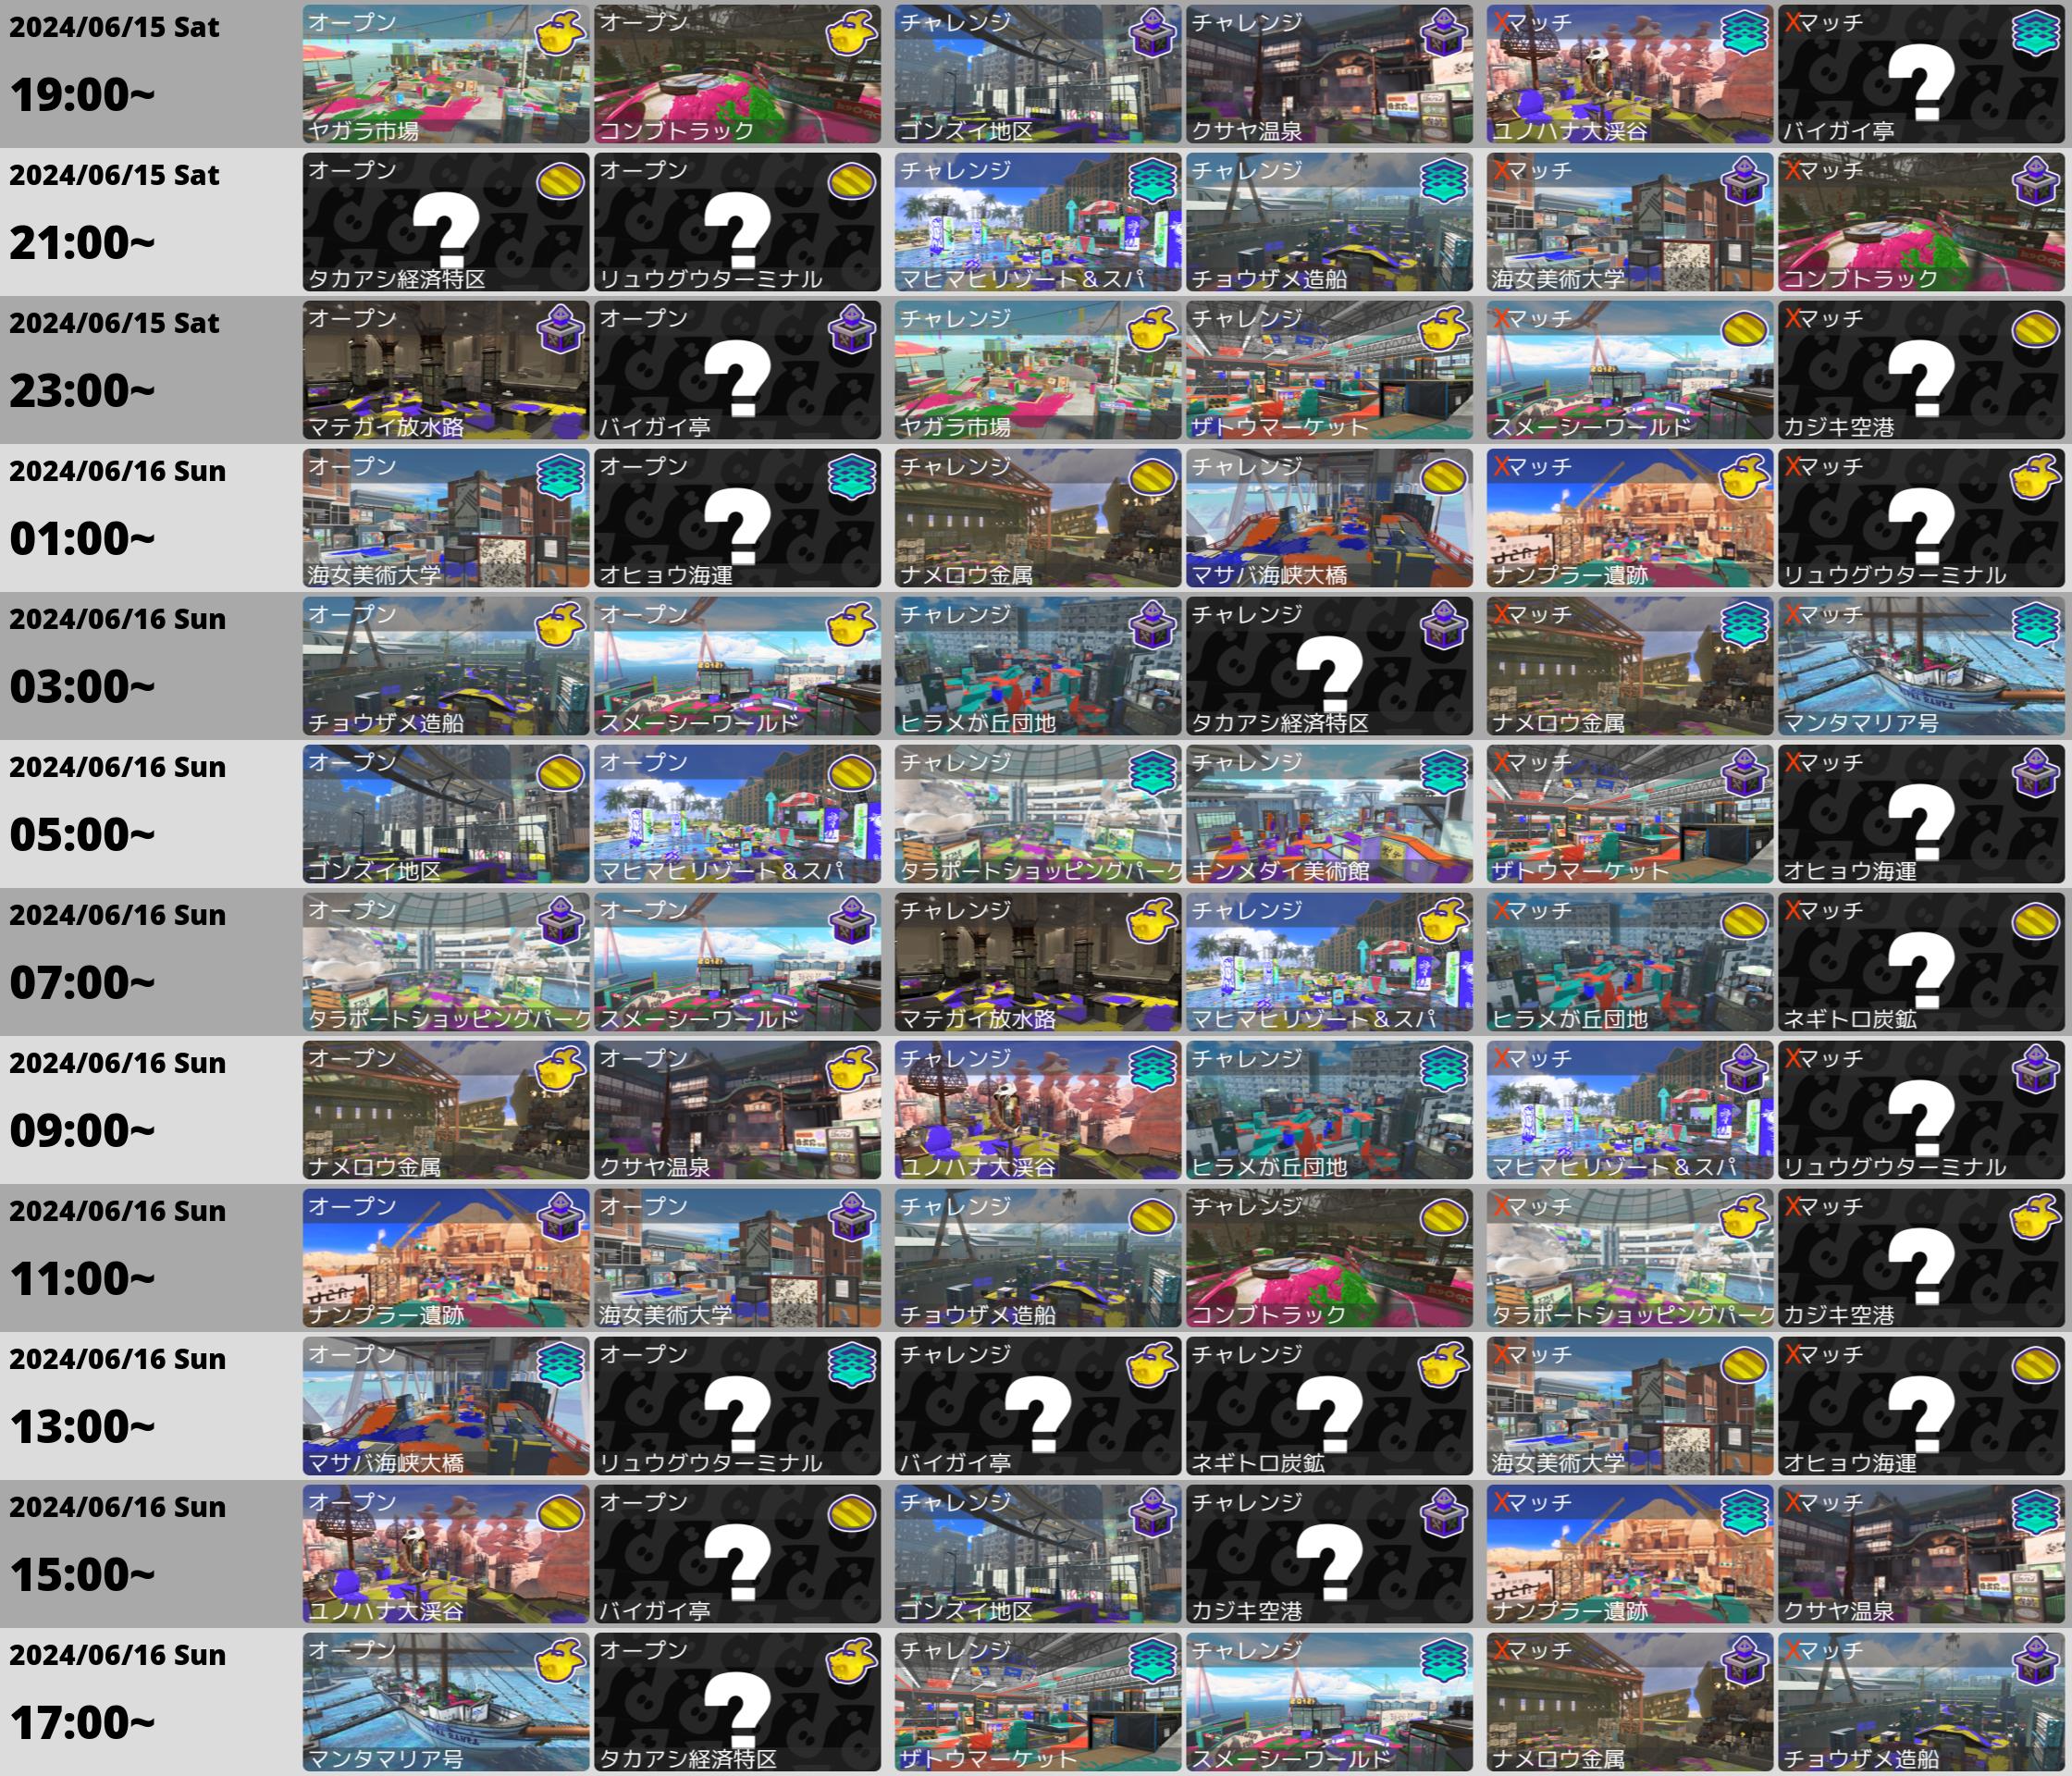 2024/06/15 Sat
19:00~
オープン
ヤガラ市場
オープン
コンブトラック
チャレンジ
ゴンズイ地区
チャレンジ
クサヤ温泉
Xマッチ
ユノハナ大渓谷
Xマッチ
?
バイガイ亭
2024/06/15 Sat
21:00~
オープン
?
タカアシ経済特区
オープン
?
リュウグウターミナル
チャレンジ
マヒマヒリゾート&スパ
チャレンジ
チョウザメ造船
Xマッチ
海女美術大学
Xマッチ
コンブトラック
2024/06/15 Sat
23:00~
オープン
マテガイ放水路
オープン
?
バイガイ亭
チャレンジ
ヤガラ市場
チャレンジ
ザトウマーケット
Xマッチ
スメーシーワールド
Xマッチ
?
カジキ空港
2024/06/16 Sun
01:00~
オープン
海女美術大学
オープン
?
オヒョウ海運
チャレンジ
ナメロウ金属
チャレンジ
マサバ海峡大橋
Xマッチ
ナンプラー遺跡
Xマッチ
?
リュウグウターミナル
2024/06/16 Sun
03:00~
オープン
チョウザメ造船
オープン
スメーシーワールド
チャレンジ
ヒラメが丘団地
チャレンジ
?
タカアシ経済特区
Xマッチ
ナメロウ金属
Xマッチ
マンタマリア号
2024/06/16 Sun
05:00~
オープン
ゴンズイ地区
オープン
マヒマヒリゾート&スパ
チャレンジ
タラポートショッピングパーク
チャレンジ
キンメダイ美術館
Xマッチ
ザトウマーケット
Xマッチ
?
オヒョウ海運
2024/06/16 Sun
07:00~
オープン
タラポートショッピングパーク
オープン
スメーシーワールド
チャレンジ
マテガイ放水路
チャレンジ
マヒマヒリゾート&スパ
Xマッチ
ヒラメが丘団地
Xマッチ
?
ネギトロ炭鉱
2024/06/16 Sun
09:00~
オープン
ナメロウ金属
オープン
クサヤ温泉
チャレンジ
ユノハナ大渓谷
チャレンジ
ヒラメが丘団地
Xマッチ
マヒマヒリゾート&スパ
Xマッチ
?
リュウグウターミナル
2024/06/16 Sun
11:00~
オープン
ナンプラー遺跡
オープン
海女美術大学
チャレンジ
チョウザメ造船
チャレンジ
コンブトラック
Xマッチ
タラポートショッピングパーク
Xマッチ
?
カジキ空港
2024/06/16 Sun
13:00~
オープン
マサバ海峡大橋
オープン
?
リュウグウターミナル
チャレンジ
?
バイガイ亭
チャレンジ
?
ネギトロ炭鉱
Xマッチ
海女美術大学
Xマッチ
?
オヒョウ海運
2024/06/16 Sun
15:00~
オープン
ユノハナ大渓谷
オープン
?
バイガイ亭
チャレンジ
ゴンズイ地区
チャレンジ
?
カジキ空港
Xマッチ
ナンプラー遺跡
Xマッチ
クサヤ温泉
2024/06/16 Sun
17:00~
オープン
マンタマリア号
オープン
?
タカアシ経済特区
チャレンジ
ザトウマーケット
チャレンジ
スメーシーワールド
Xマッチ
ナメロウ金属
Xマッチ
チョウザメ造船